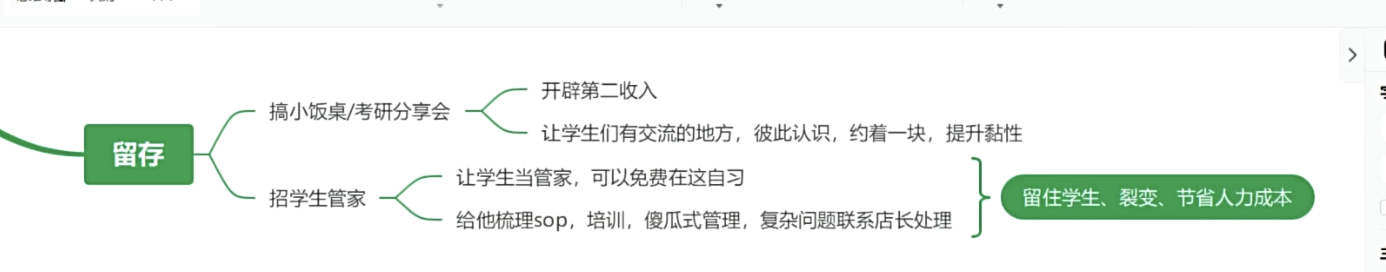 留存
搞小饭桌/考研分享会
开辟第二收入
让学生们有交流的地方，彼此认识，约着一块，提升黏性
招学生管家
让学生当管家，可以免费在这自习
给他梳理sop，培训，傻瓜式管理，复杂问题联系店长处理
留住学生、裂变、节省人力成本